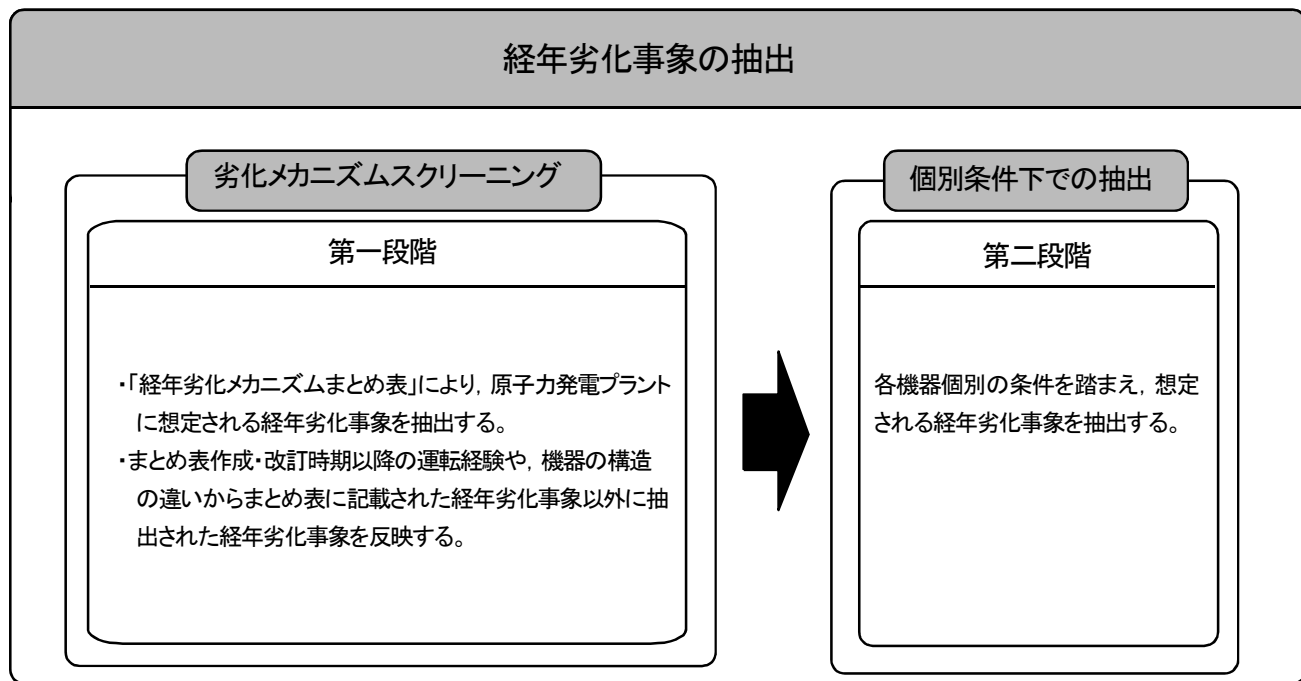 経年劣化事象の抽出
劣化メカニズムスクリーニング
第一段階
・「経年劣化メカニズムまとめ表」により，原子力発電プラント
に想定される経年劣化事象を抽出する。
・まとめ表作成・改訂時期以降の運転経験や，機器の構造
の違いからまとめ表に記載された経年劣化事象以外に抽
出された経年劣化事象を反映する。
個別条件下での抽出
第二段階
各機器個別の条件を踏まえ，想定
される経年劣化事象を抽出する。